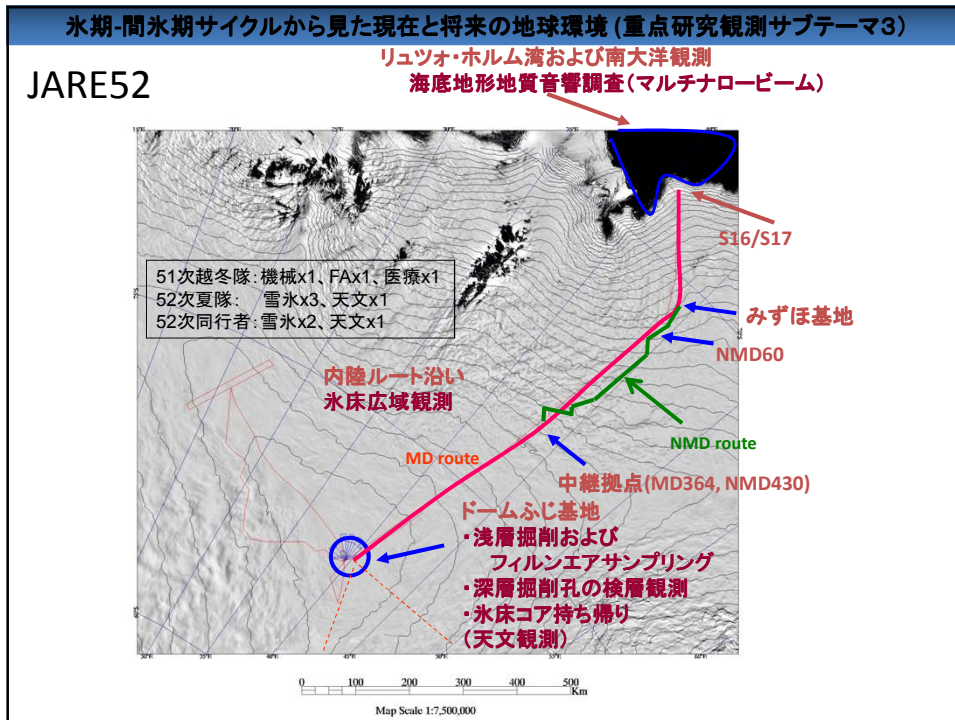 氷期-間氷期サイクルから見た現在と将来の地球環境 (重点研究観測サブテーマ3)
リュツォ・ホルム湾および南大洋観測
海底地形地質音響調査(マルチナロービーム)
JARE52
15°E
20°E
25°E
30°E
35°E
40°E
S16/S17
51次越冬隊:機械x1、FAx1、医療x1
52次夏隊: 雪氷x3、天文x1
52次同行者:雪氷x2、天文x1
みずほ基地
NMD60
内陸ルート沿い
氷床広域観測
NMD route
MD route
中継拠点(MD364, NMD430)
ドームふじ基地
・浅層掘削および
フィルンエアサンプリング
・深層掘削孔の検層観測
・氷床コア持ち帰り
(天文観測)
45°E
50°E
55°E
60°E
0 100 200 300 400 500
Km
Map Scale 1:7,500,000